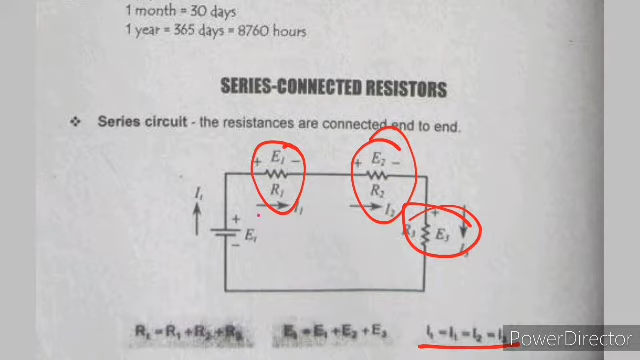 1 month = 30 days
1 year = 365 days = 8760 hours
SERIES-CONNECTED RESISTORS
❖ Series circuit - the resistances are connected end to end.
+ E₁ −
+ E₂ −
R₁
R₂
Iₜ
I₁
I₂
+
R₃ E₃
+
Eₜ
−
I₃
Rₜ = R₁ + R₂ + R₃
Eₜ = E₁ + E₂ + E₃
Iₜ = I₁ = I₂ = I₃
PowerDirector